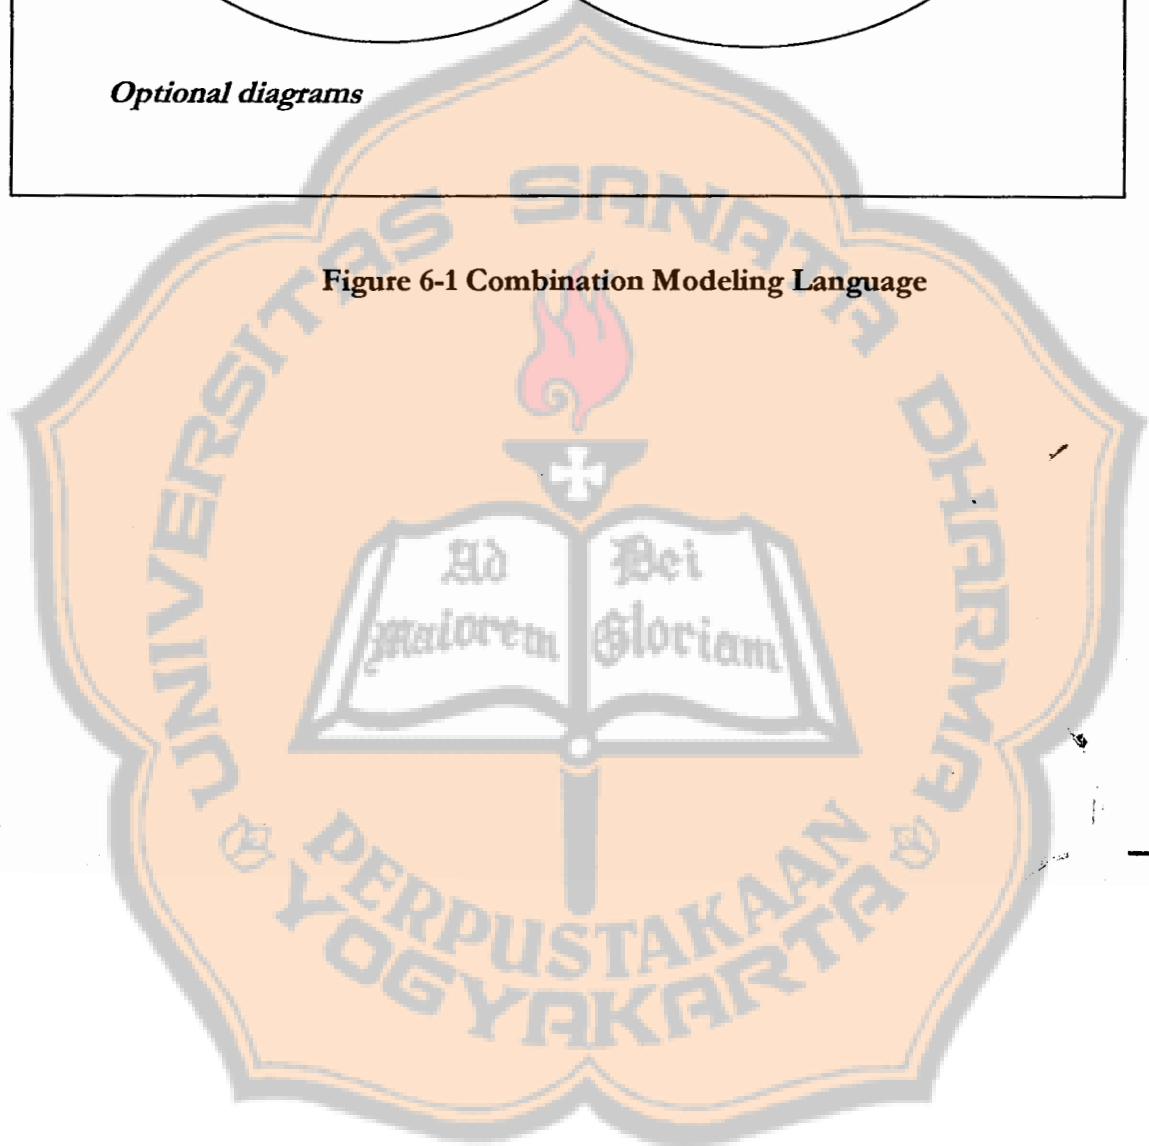 Optional diagrams
UNIVERSITAS SANATA DHARMA
Figure 6-1 Combination Modeling Language
Ad
maiorem
Dei
Gloriam
PERPUSTAKAAN
YOGYAKARTA